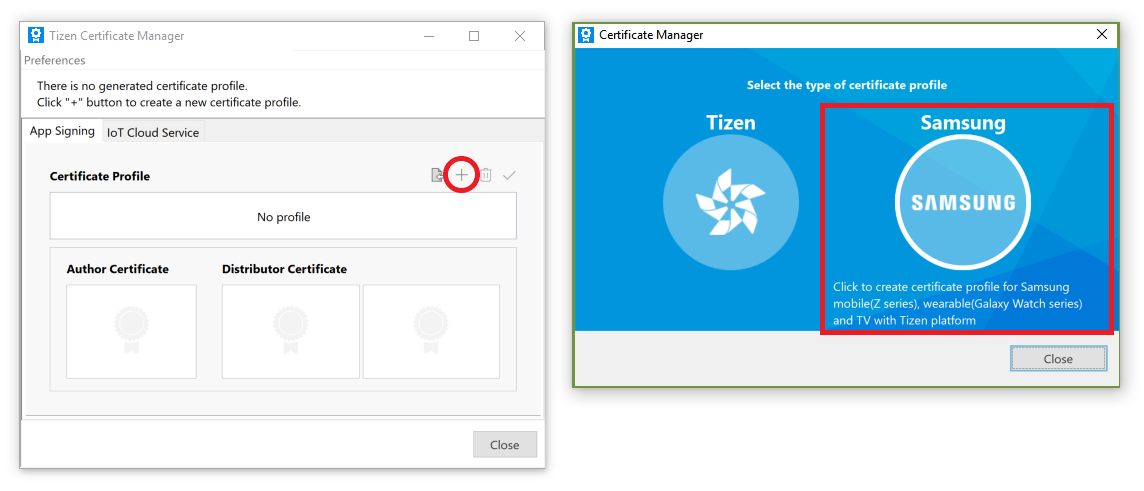 Tizen Certificate Manager
Preferences
There is no generated certificate profile.
Click "+" button to create a new certificate profile.
App Signing
IoT Cloud Service
Certificate Profile
No profile
Author Certificate
Distributor Certificate
Close
Certificate Manager
Select the type of certificate profile
Tizen
Samsung
SAMSUNG
Click to create certificate profile for Samsung
mobile(Z series), wearable(Galaxy Watch series)
and TV with Tizen platform
Close